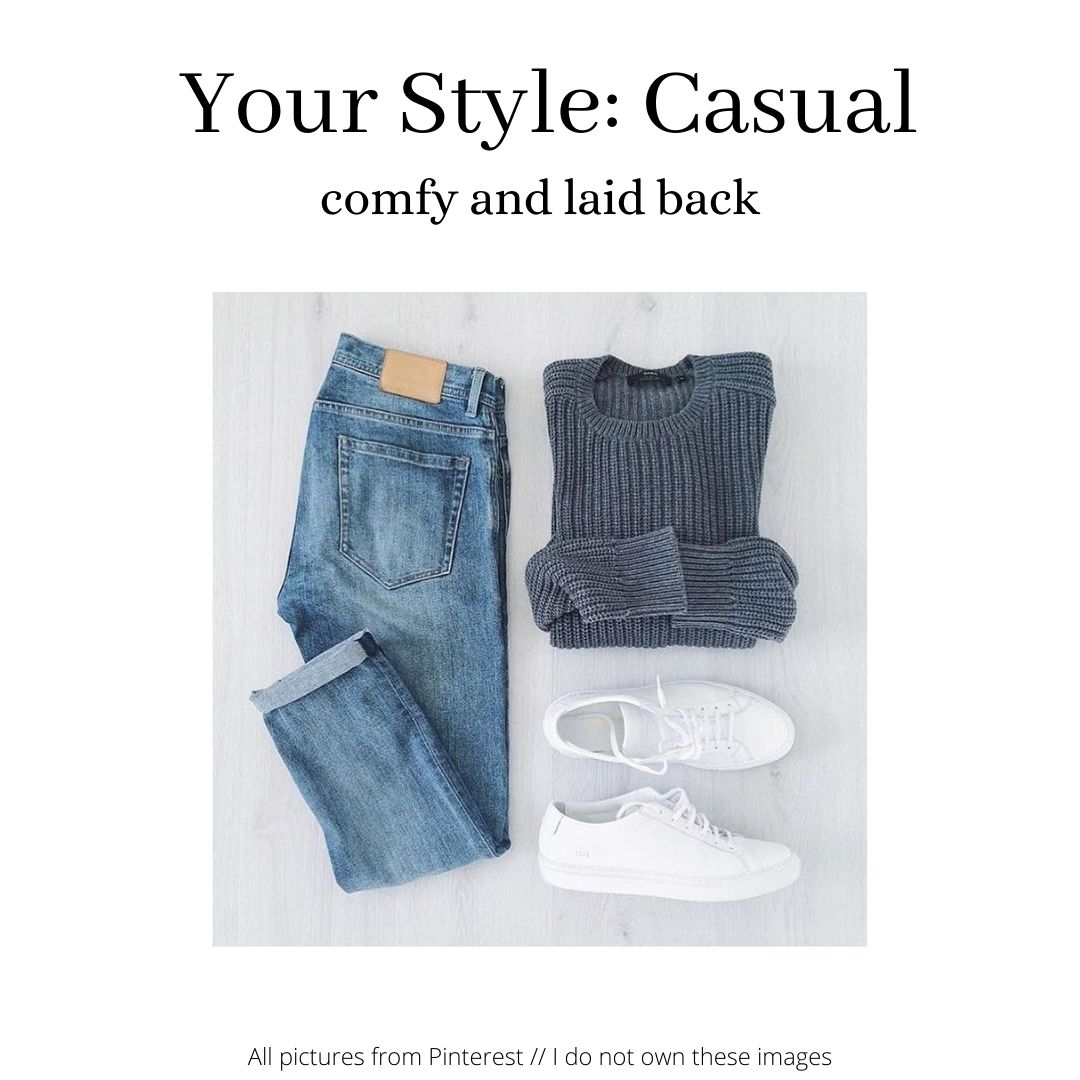 Your Style: Casual
comfy and laid back
All pictures from Pinterest // I do not own these images